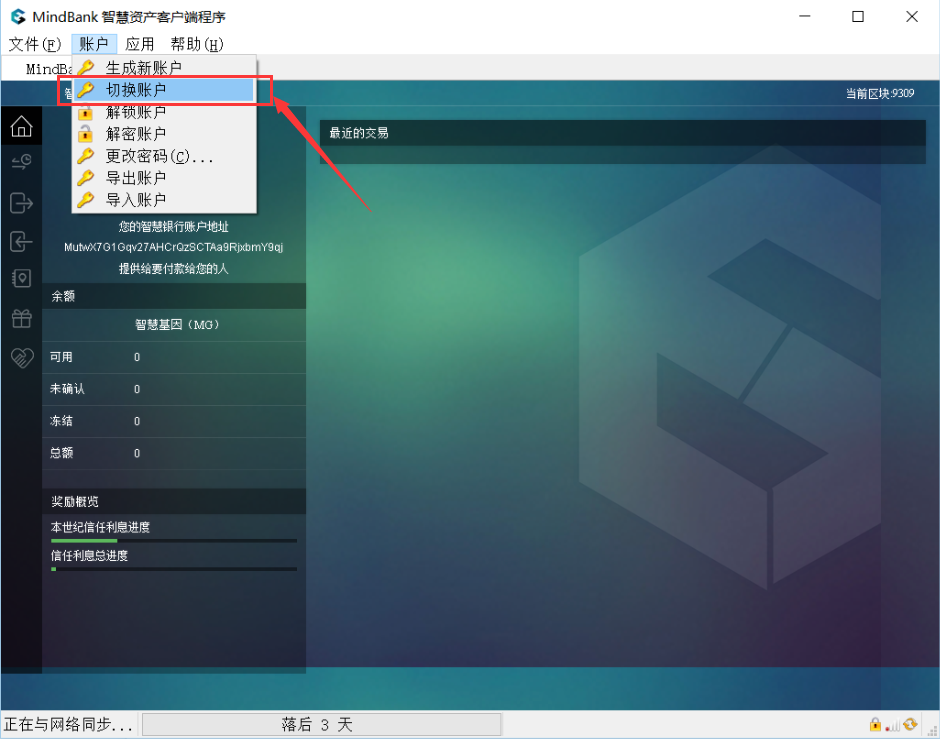 MindBank 智慧资产客户端程序
文件(F) 账户 应用 帮助(H)
MindBa
生成新账户
切换账户
解锁账户
解密账户
更改密码(C)...
导出账户
导入账户
智
当前区块:9309
最近的交易
您的智慧银行账户地址
MutwX7G1Gqv27AHCrQzSCTAa9RjxbmY9qj
提供给要付款给您的人
余额
智慧基因（MG）
可用 0
未确认 0
冻结 0
总额 0
奖励概览
本世纪信任利息进度
信任利息总进度
正在与网络同步... 落后 3 天